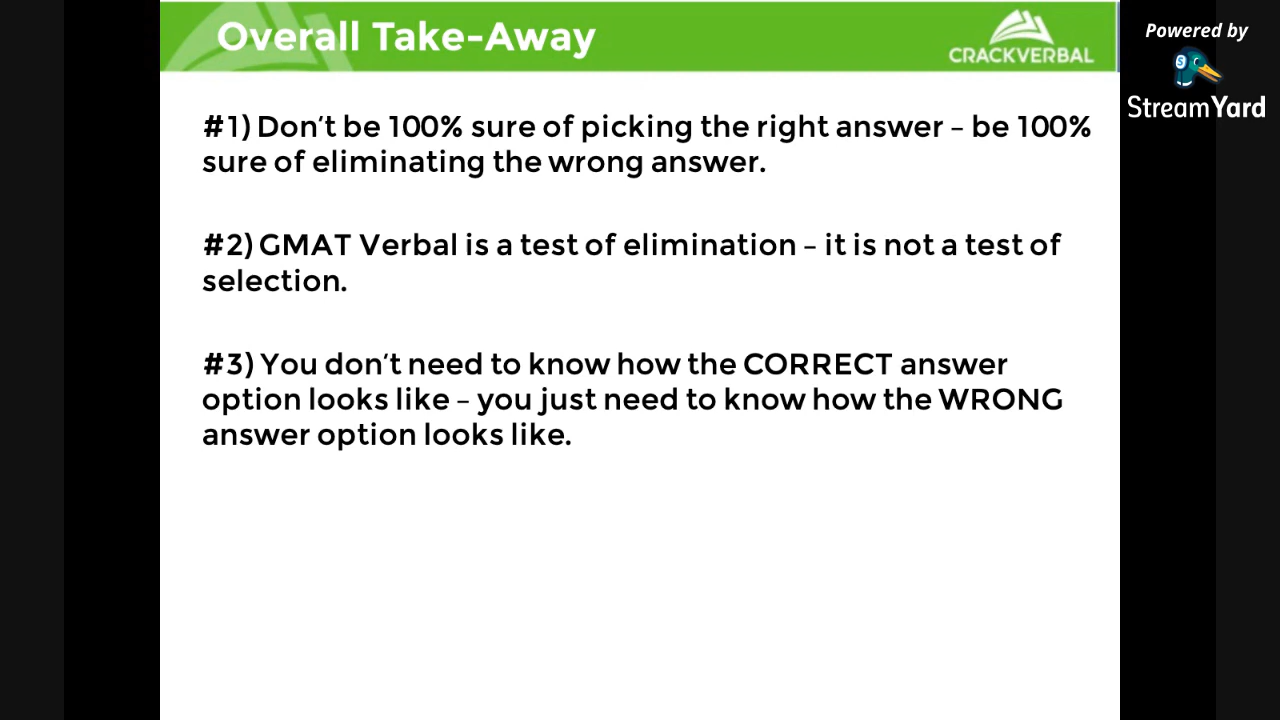 Overall Take-Away
CRACKVERBAL
Powered by
StreamYard
#1) Don't be 100% sure of picking the right answer – be 100%
sure of eliminating the wrong answer.
#2) GMAT Verbal is a test of elimination – it is not a test of
selection.
#3) You don't need to know how the CORRECT answer
option looks like – you just need to know how the WRONG
answer option looks like.